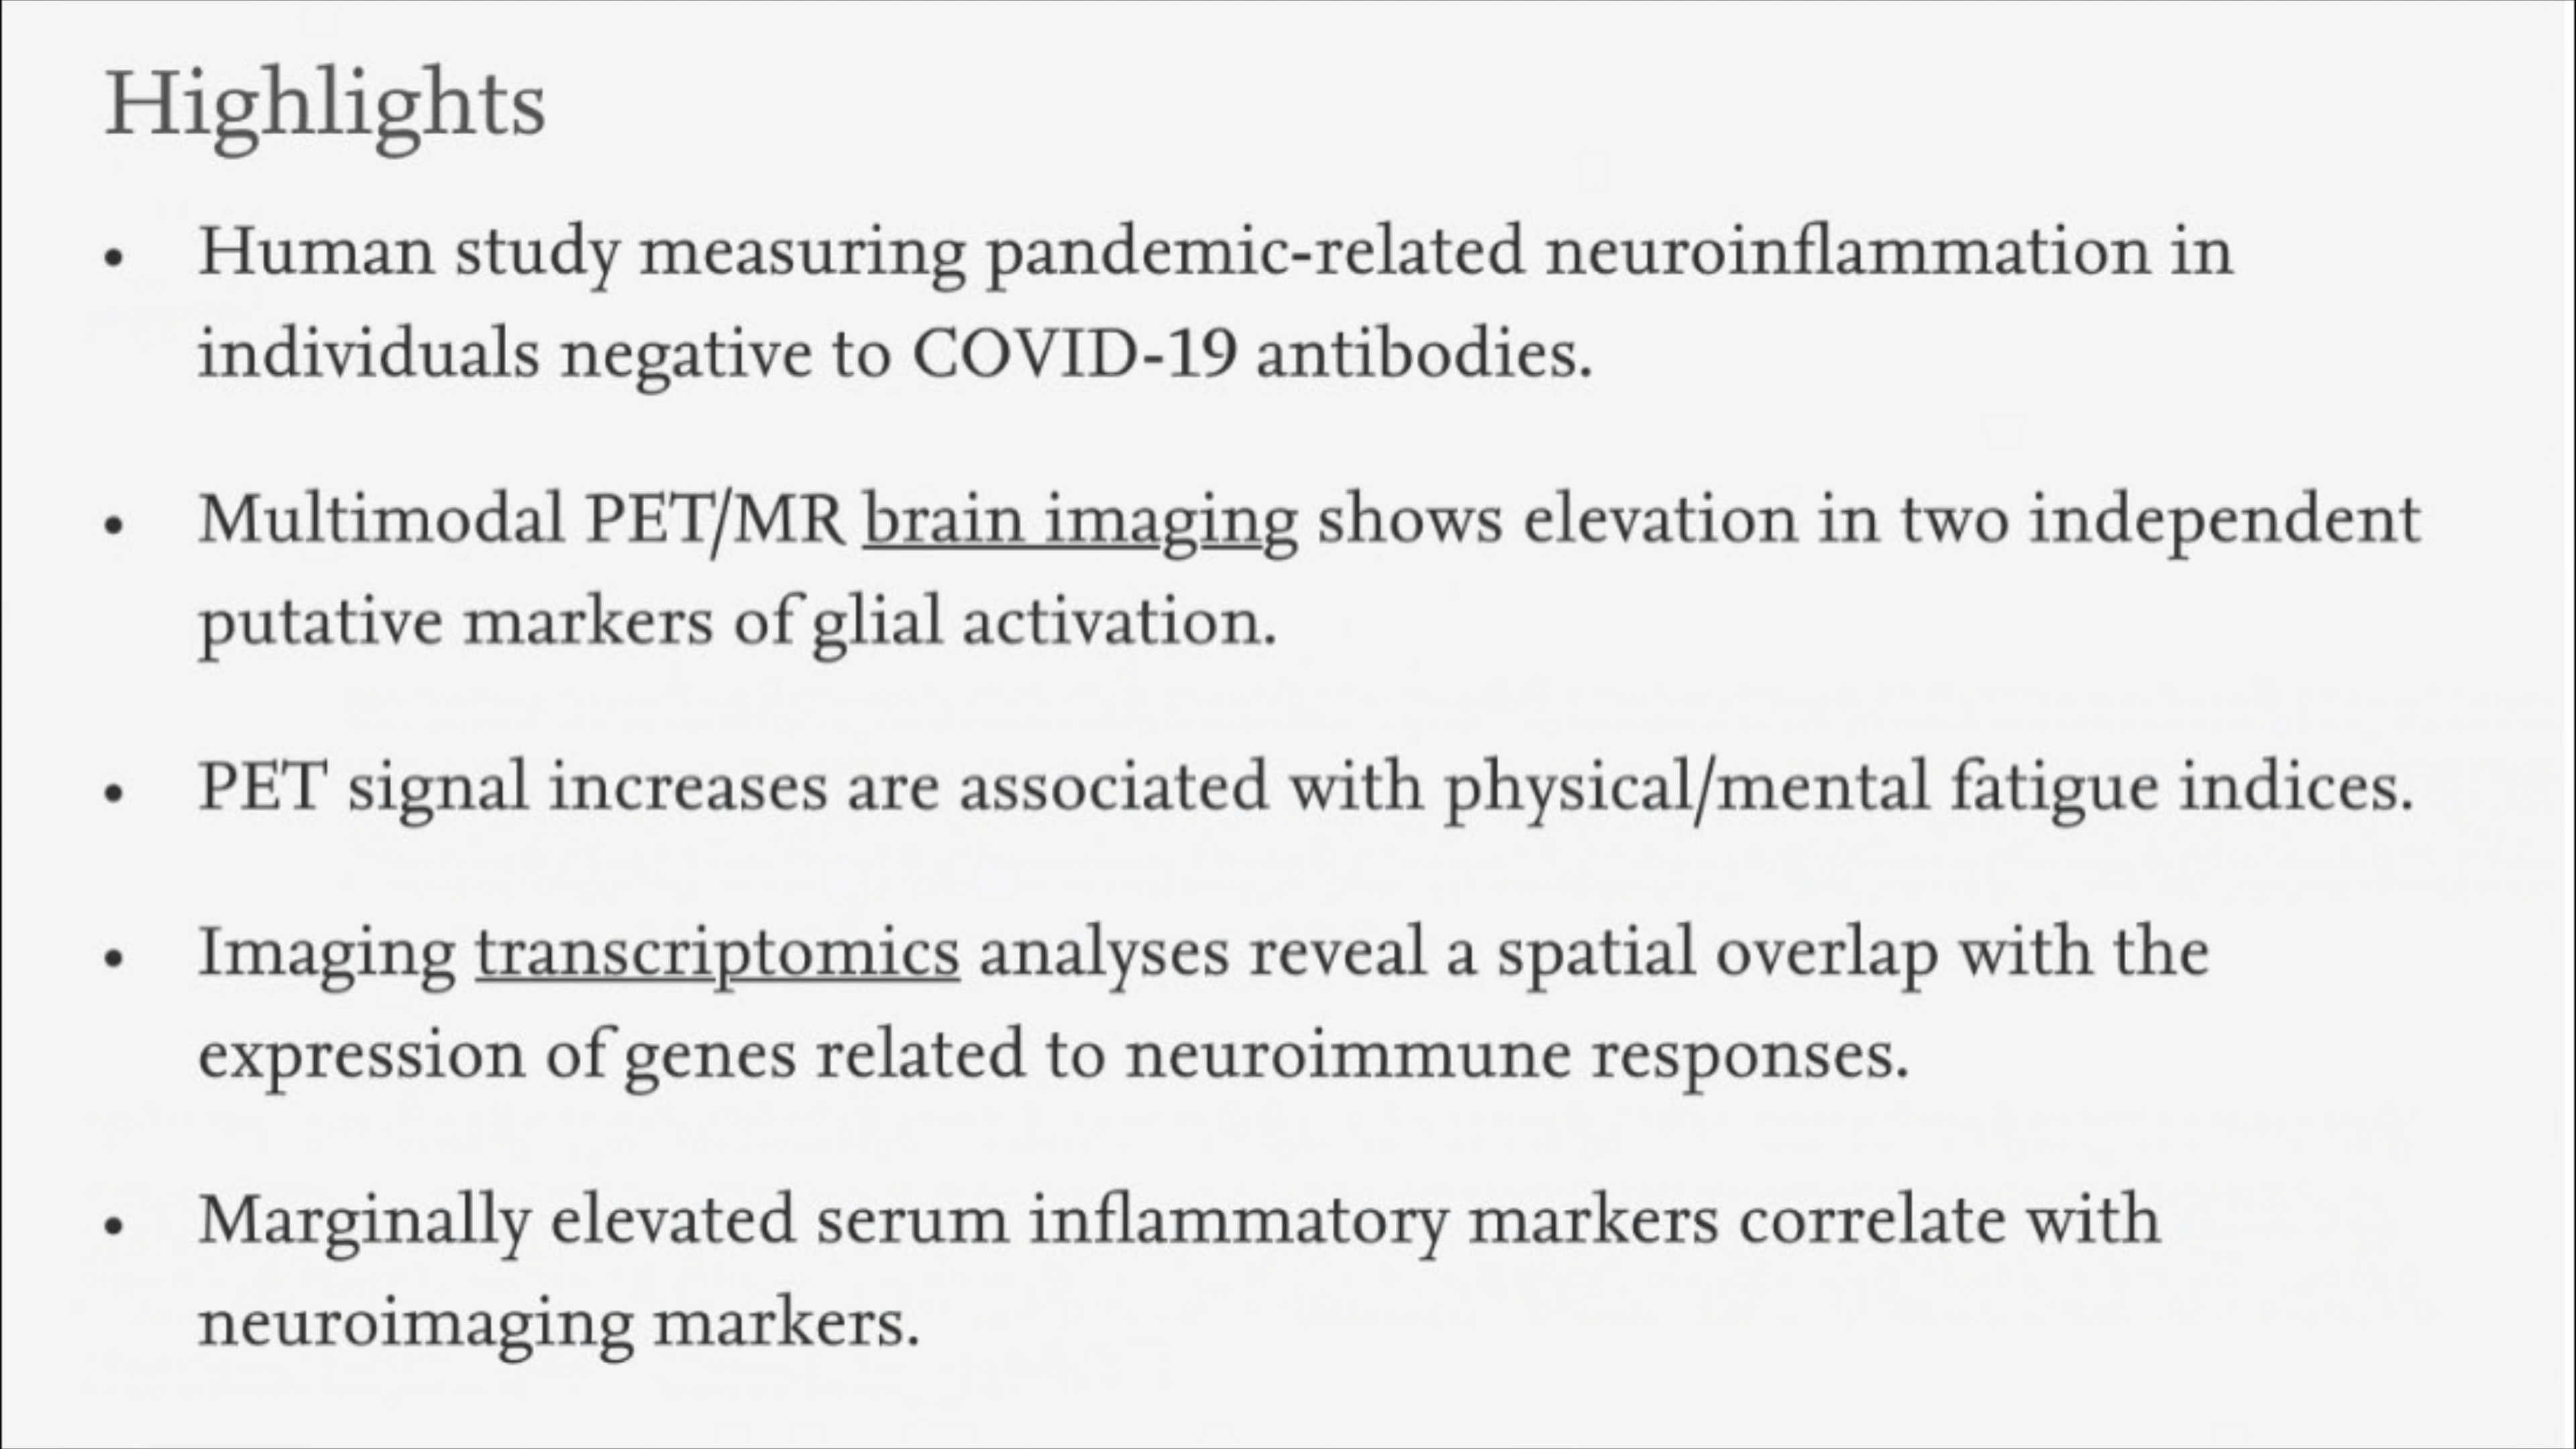 Highlights
• Human study measuring pandemic-related neuroinflammation in
individuals negative to COVID-19 antibodies.
• Multimodal PET/MR brain imaging shows elevation in two independent
putative markers of glial activation.
• PET signal increases are associated with physical/mental fatigue indices.
• Imaging transcriptomics analyses reveal a spatial overlap with the
expression of genes related to neuroimmune responses.
• Marginally elevated serum inflammatory markers correlate with
neuroimaging markers.